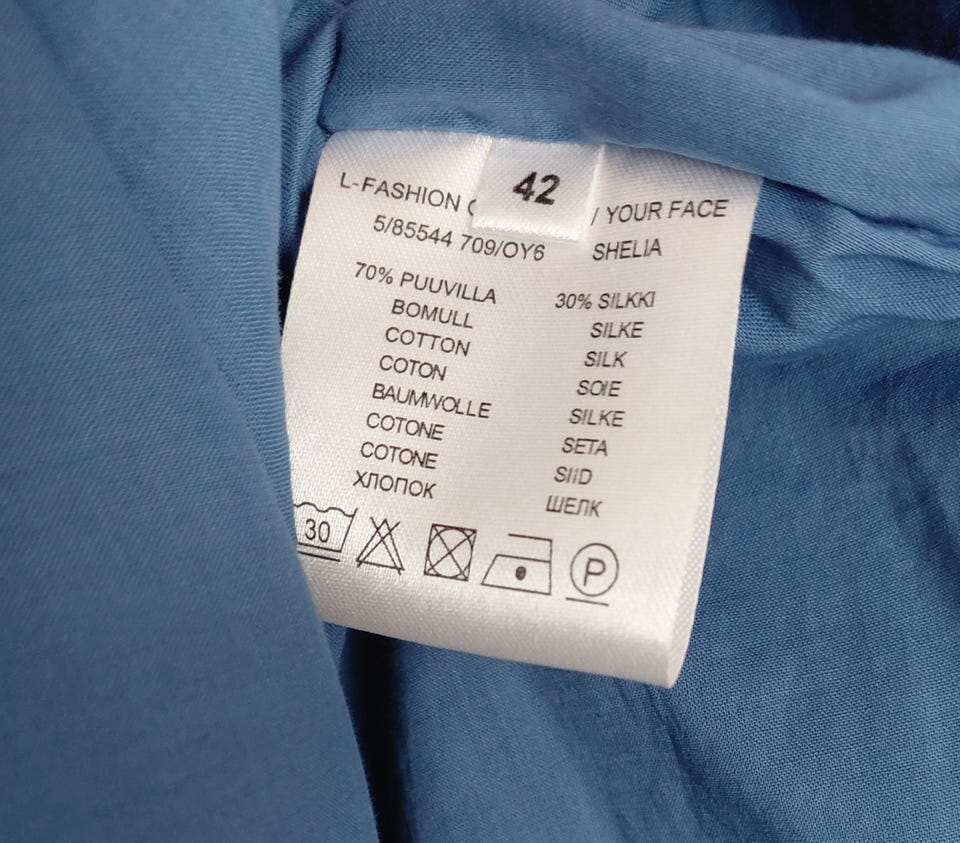 42
L-FASHION / YOUR FACE
5/85544 709/OY6 SHELIA
70% PUUVILLA 30% SILKKI
BOMULL SILKE
COTTON SILK
COTON SOIE
BAUMWOLLE SILKE
COTONE SETA
COTONE SIID
ХЛОПОК ШЕЛК
30 P